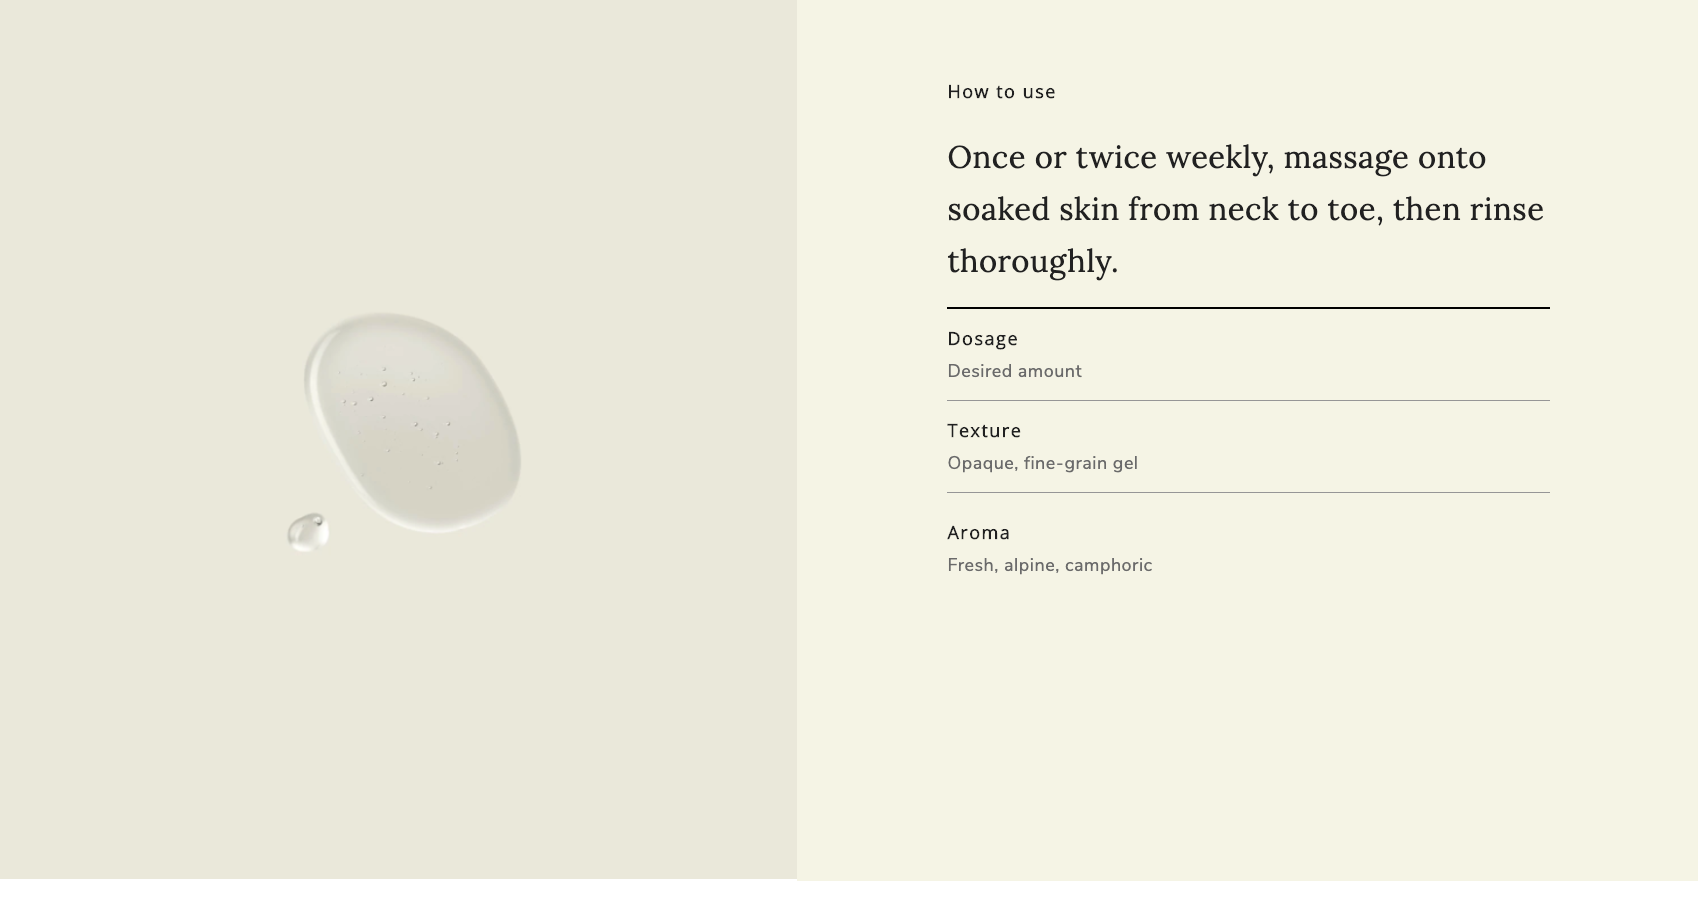 How to use
Once or twice weekly, massage onto
soaked skin from neck to toe, then rinse
thoroughly.
Dosage
Desired amount
Texture
Opaque, fine-grain gel
Aroma
Fresh, alpine, camphoric